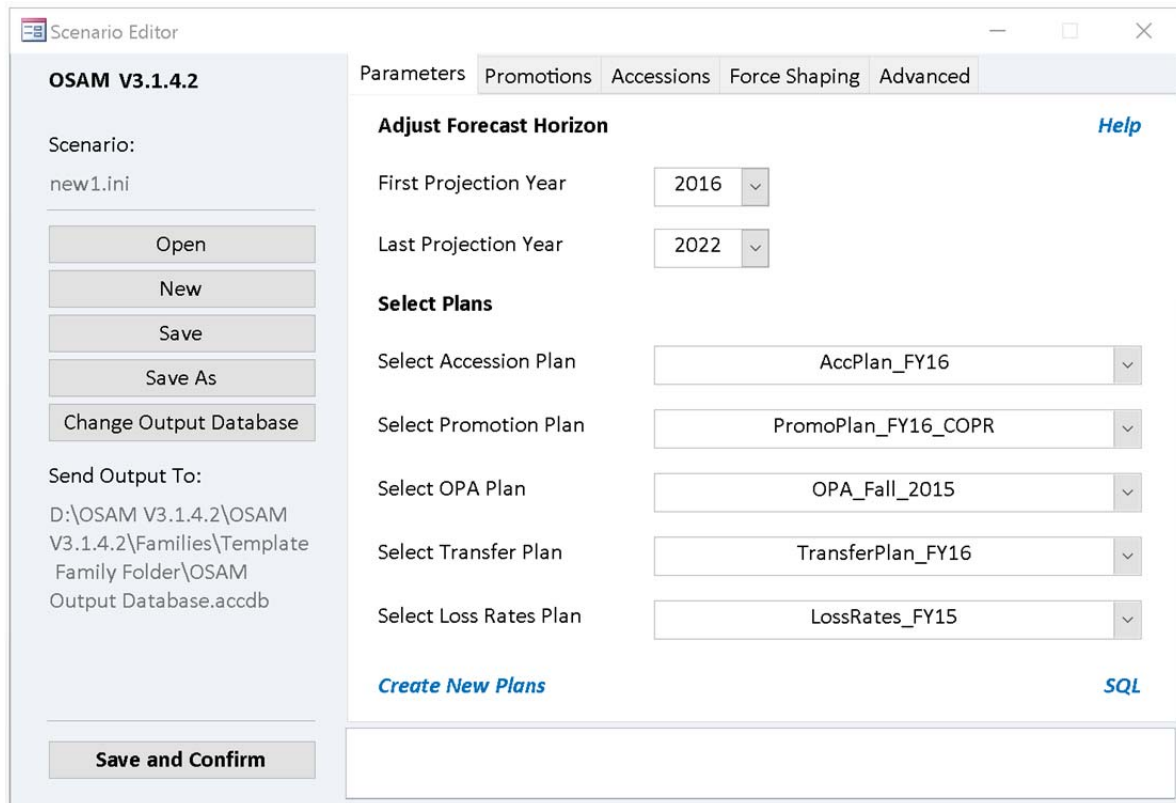 Scenario Editor
OSAM V3.1.4.2
Scenario:
new1.ini
Open
New
Save
Save As
Change Output Database
Send Output To:
D:\OSAM V3.1.4.2\OSAM
V3.1.4.2\Families\Template
Family Folder\OSAM
Output Database.accdb
Save and Confirm
Parameters Promotions Accessions Force Shaping Advanced
Adjust Forecast Horizon Help
First Projection Year 2016
Last Projection Year 2022
Select Plans
Select Accession Plan AccPlan_FY16
Select Promotion Plan PromoPlan_FY16_COPR
Select OPA Plan OPA_Fall_2015
Select Transfer Plan TransferPlan_FY16
Select Loss Rates Plan LossRates_FY15
Create New Plans SQL